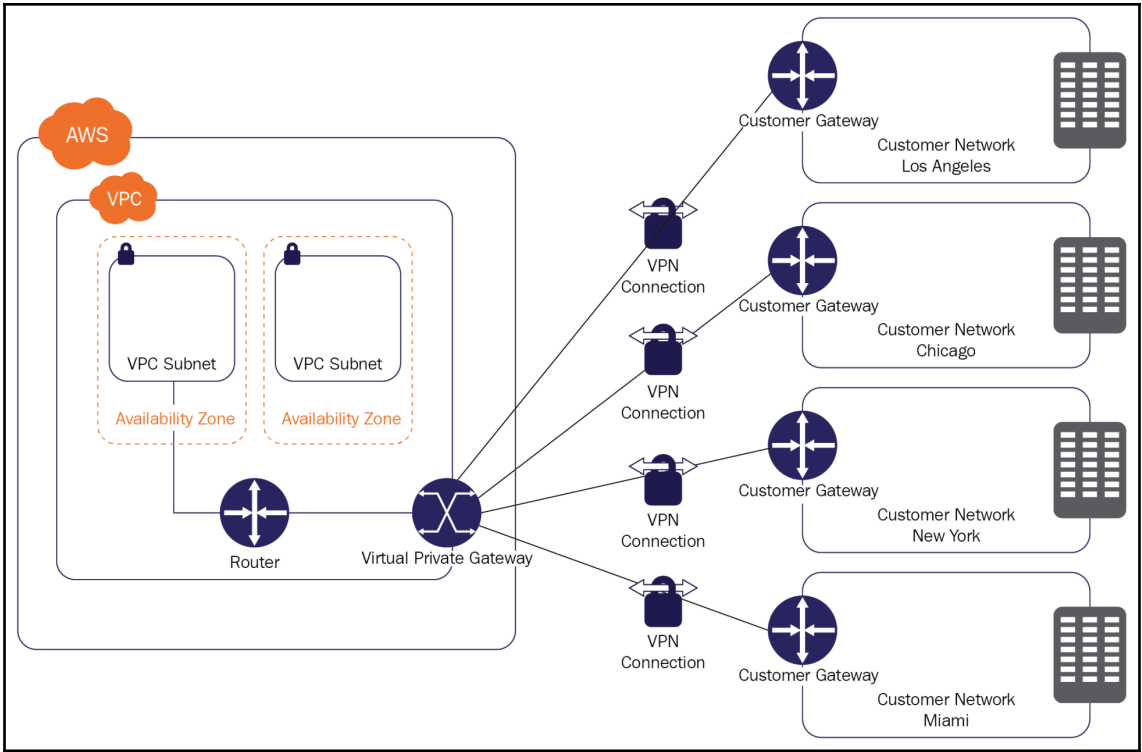 AWS
VPC
VPC Subnet
VPC Subnet
Availability Zone
Availability Zone
Router
Virtual Private Gateway
VPN
Connection
VPN
Connection
VPN
Connection
VPN
Connection
Customer Gateway
Customer Network
Los Angeles
Customer Gateway
Customer Network
Chicago
Customer Gateway
Customer Network
New York
Customer Gateway
Customer Network
Miami